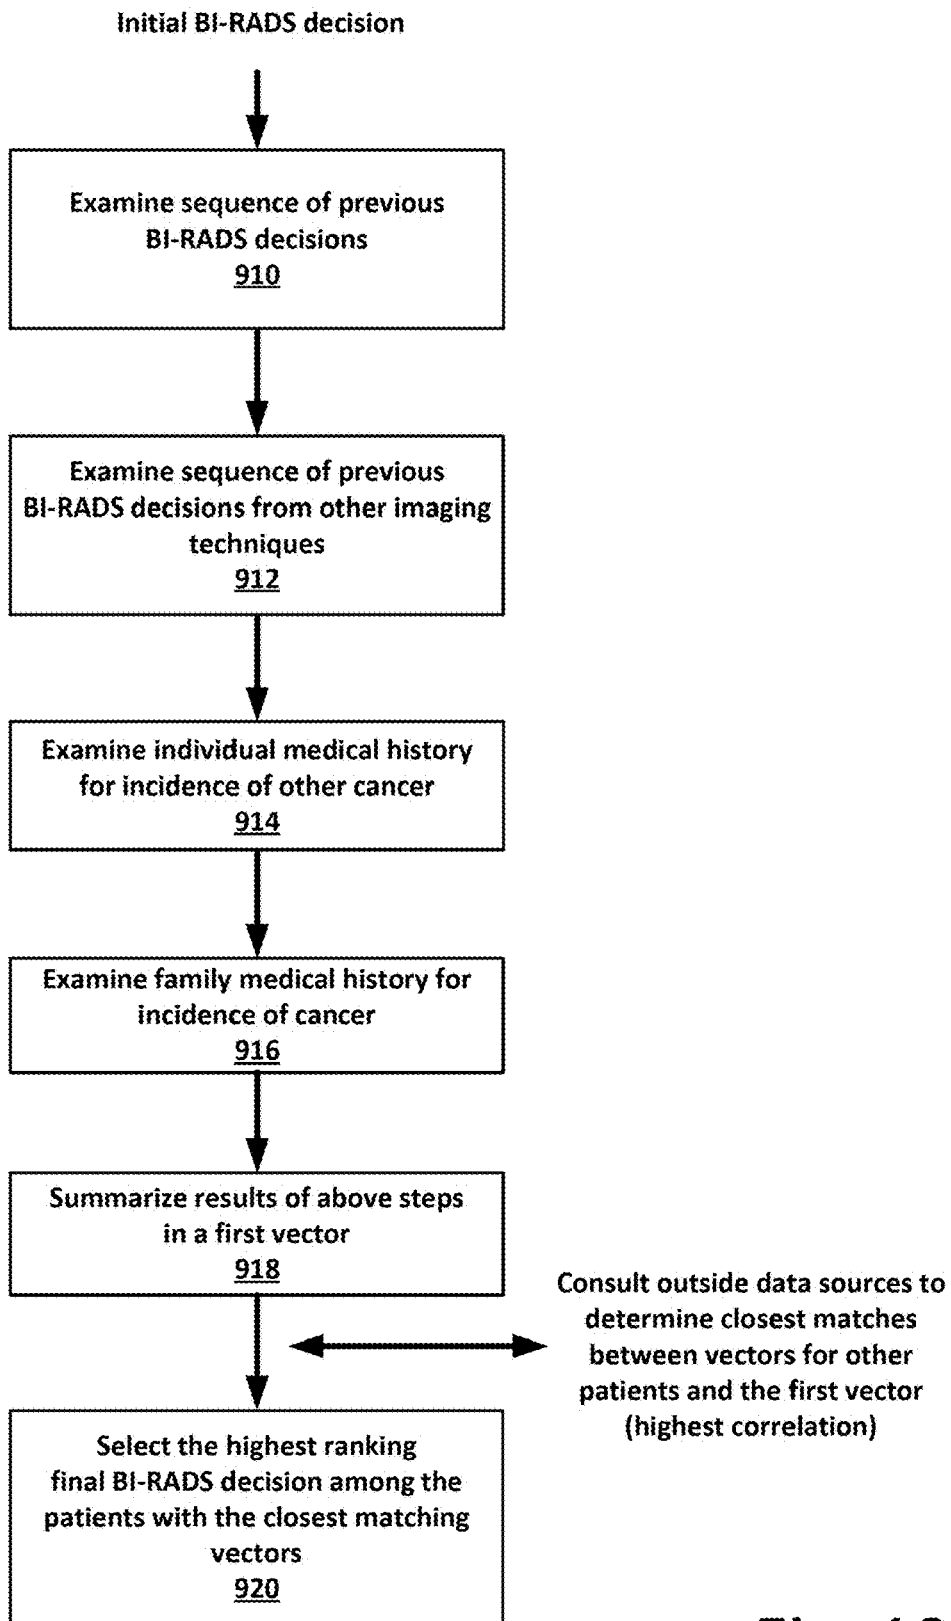 Initial BI-RADS decision
Examine sequence of previous
BI-RADS decisions
910
Examine sequence of previous
BI-RADS decisions from other imaging
techniques
912
Examine individual medical history
for incidence of other cancer
914
Examine family medical history for
incidence of cancer
916
Summarize results of above steps
in a first vector
918
Consult outside data sources to
determine closest matches
between vectors for other
patients and the first vector
(highest correlation)
Select the highest ranking
final BI-RADS decision among the
patients with the closest matching
vectors
920